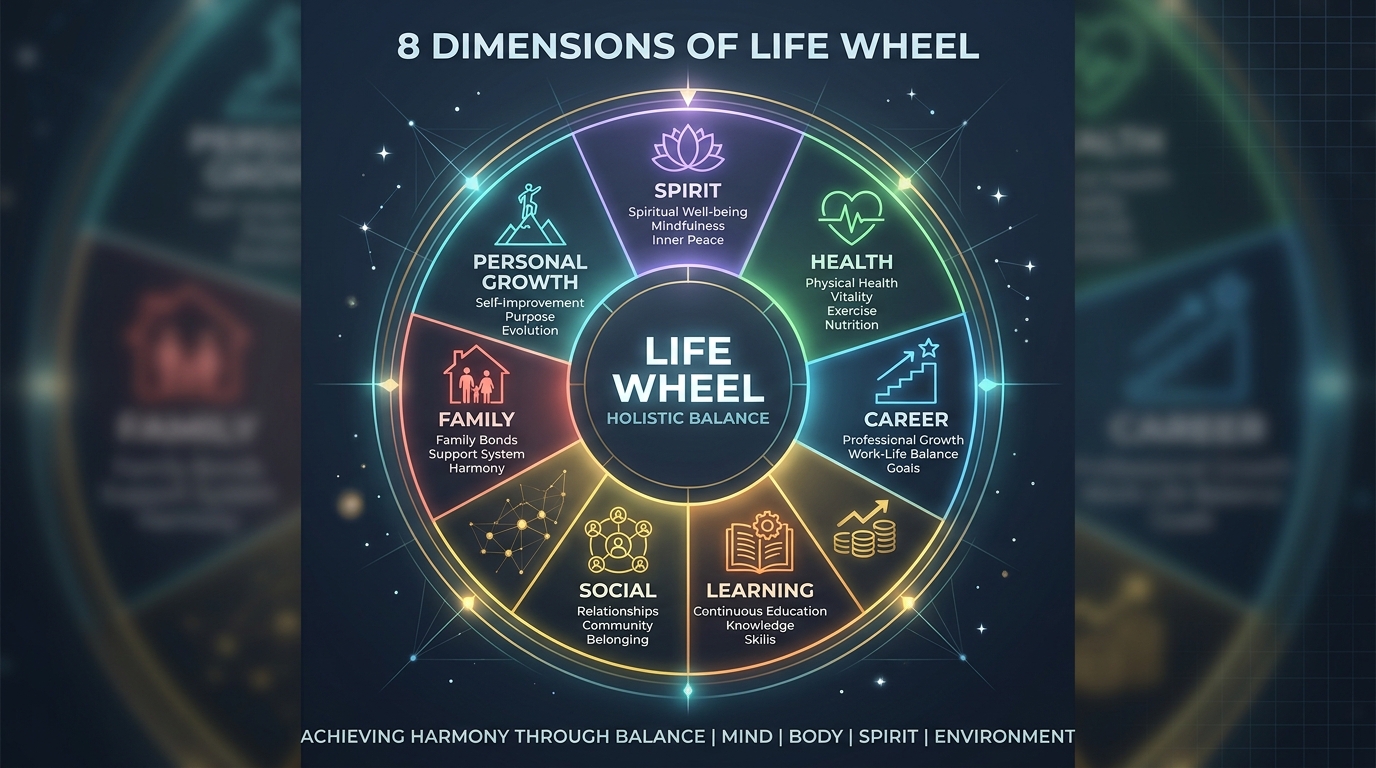 8 DIMENSIONS OF LIFE WHEEL
SPIRIT
Spiritual Well-being
Mindfulness
Inner Peace
PERSONAL
GROWTH
Self-Improvement
Purpose
Evolution
HEALTH
Physical Health
Vitality
Exercise
Nutrition
LIFE
WHEEL
HOLISTIC BALANCE
FAMILY
Family Bonds
Support System
Harmony
CAREER
Professional Growth
Work-Life Balance
Goals
SOCIAL
Relationships
Community
Belonging
LEARNING
Continuous Education
Knowledge
Skilis
ACHIEVING HARMONY THROUGH BALANCE | MIND | BODY | SPIRIT | ENVIRONMENT